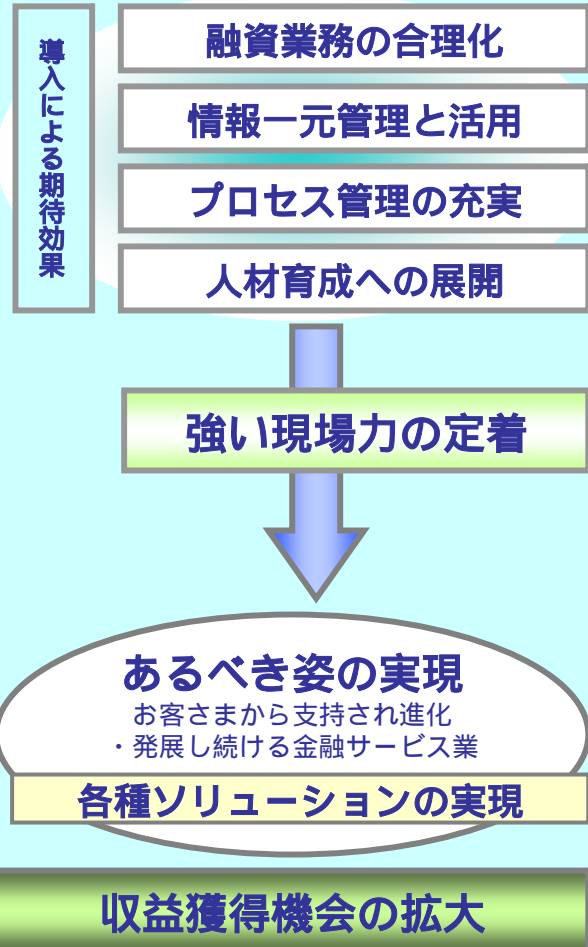 導入による期待効果
融資業務の合理化
情報一元管理と活用
プロセス管理の充実
人材育成への展開
強い現場力の定着
あるべき姿の実現
お客さまから支持され進化
・発展し続ける金融サービス業
各種ソリューションの実現
収益獲得機会の拡大